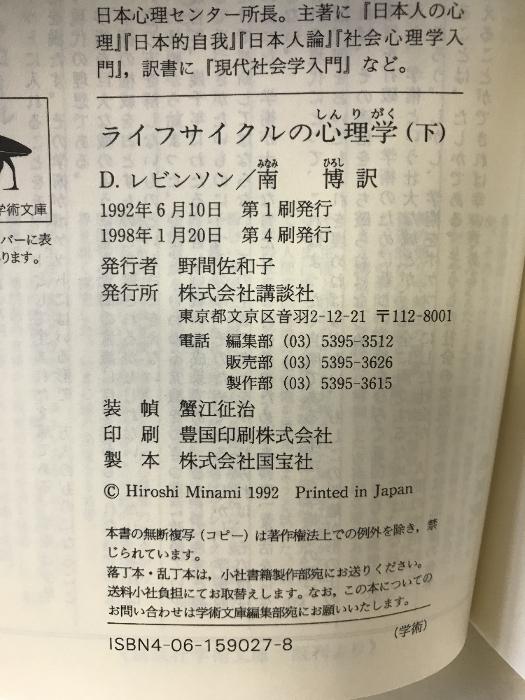 日本心理センター所長。主著に『日本人の心
理』『日本的自我』『日本人論』『社会心理学入
門』，訳書に『現代社会学入門』など。
ライフサイクルの心理学(下)
しんりがく
D. レビンソン／南　博 訳
みなみ　ひろし
1992年6月10日　第1刷発行
1998年1月20日　第4刷発行
発行者　野間佐和子
発行所　株式会社講談社
東京都文京区音羽2-12-21　〒112-8001
電話　編集部 (03) 5395-3512
販売部 (03) 5395-3626
製作部 (03) 5395-3615
装　幀　蟹江征治
印　刷　豊国印刷株式会社
製　本　株式会社国宝社
© Hiroshi Minami 1992　Printed in Japan
本書の無断複写（コピー）は著作権法上での例外を除き，禁
じられています。
落丁本・乱丁本は，小社書籍製作部宛にお送りください。
送料小社負担にてお取替えします。なお，この本についての
お問い合わせは学術文庫編集部宛にお願いいたします。
ISBN4-06-159027-8
(学術)
学術文庫
バーに表
ります。